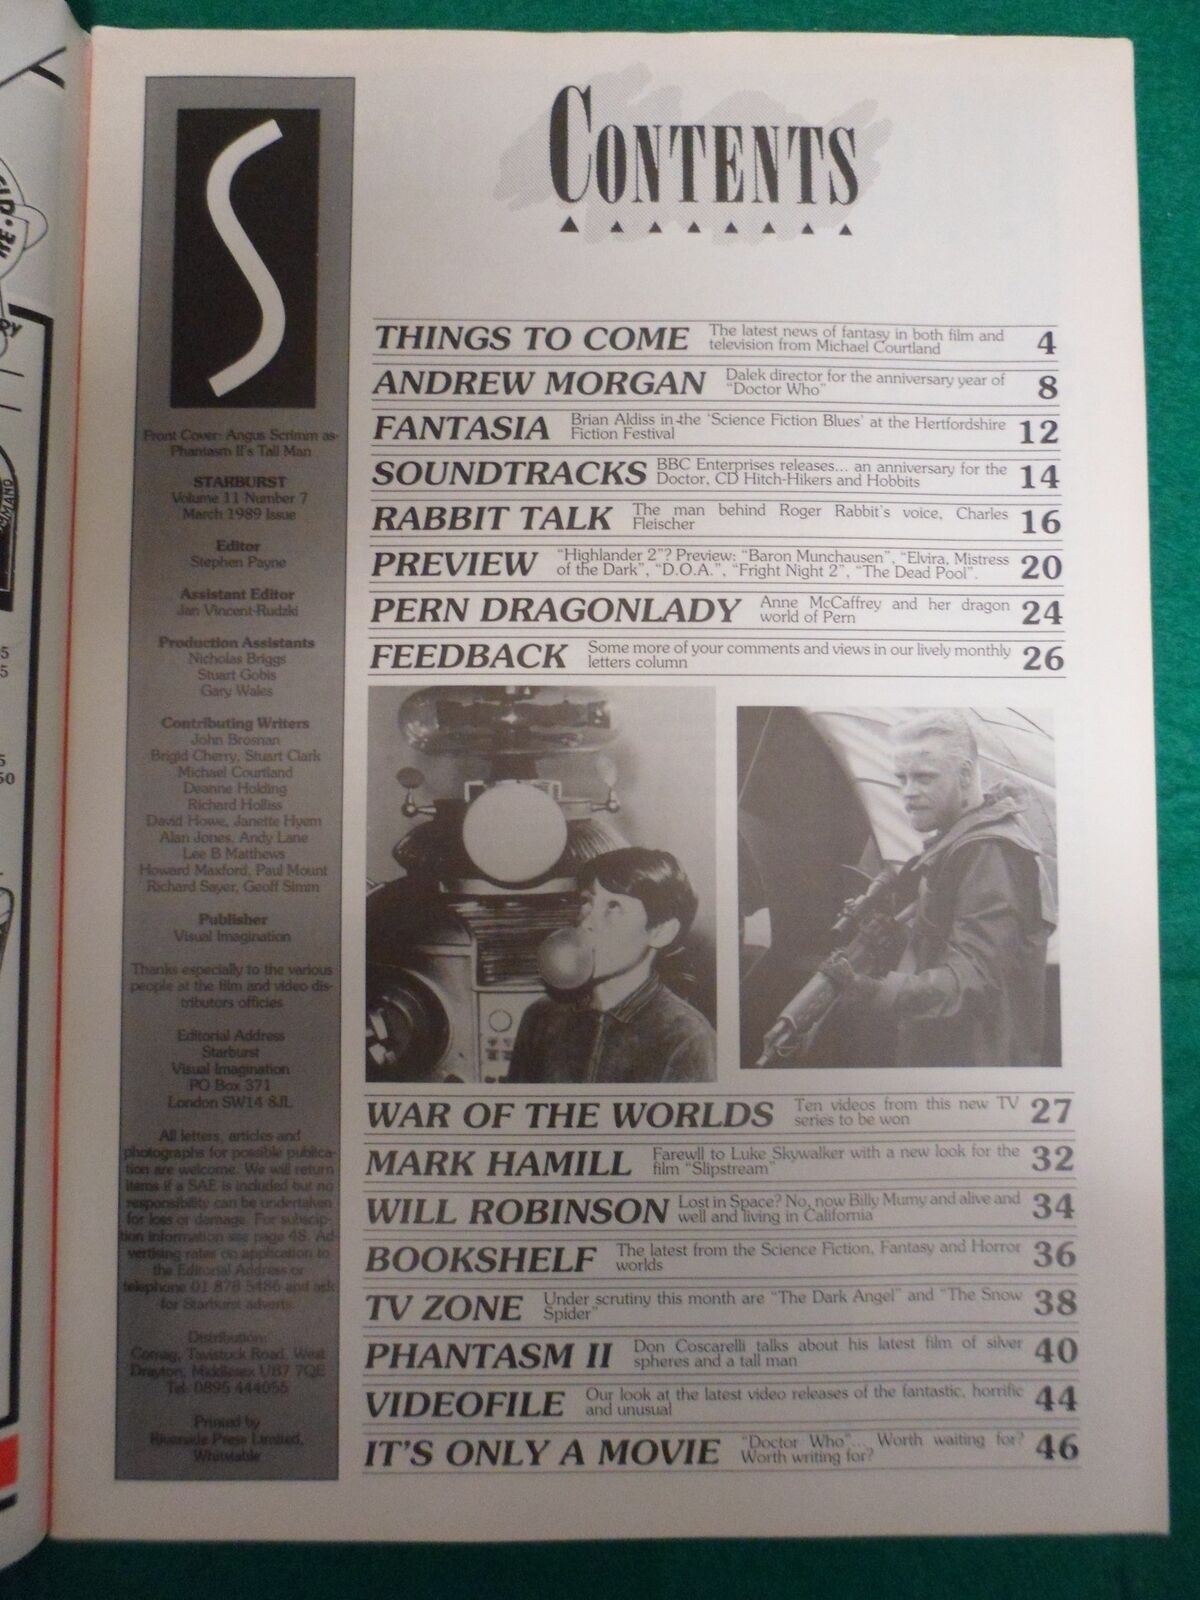 CONTENTS
Front Cover: Angus Scrimm as
Phantasm II's Tall Man
STARBURST
Volume 11 Number 7
March 1989 Issue
Editor
Stephen Payne
Assistant Editor
Jan Vincent-Rudzki
Production Assistants
Nicholas Briggs
Stuart Gobis
Gary Wales
Contributing Writers
John Brosnan
Brigid Cherry, Stuart Clark
Michael Courtland
Deanne Holding
Richard Holliss
David Howe, Janette Hyem
Alan Jones, Andy Lane
Lee B Matthews
Howard Maxford, Paul Mount
Richard Sayer, Geoff Simm
Publisher
Visual Imagination
Thanks especially to the various
people at the film and video dis-
tributors officies
Editorial Address
Starburst
Visual Imagination
PO Box 371
London SW14 8JL
All letters, articles and
photographs for possible publica-
tion are welcome. We will return
items if a SAE is included but no
responsibility can be undertaken
for loss or damage. For subscip-
tion information see page 48. Ad-
vertising rates on application to
the Editorial Address or
telephone 01 878 5486 and ask
for Starburst adverts.
Distribution:
Comag, Tavistock Road, West
Drayton, Middlesex UB7 7QE
Tel: 0895 444055
Printed by
Riverside Press Limited,
Whitstable
THINGS TO COME The latest news of fantasy in both film and 4
television from Michael Courtland
ANDREW MORGAN Dalek director for the anniversary year of 8
"Doctor Who"
FANTASIA Brian Aldiss in the 'Science Fiction Blues' at the Hertfordshire 12
Fiction Festival
SOUNDTRACKS BBC Enterprises releases... an anniversary for the 14
Doctor, CD Hitch-Hikers and Hobbits
RABBIT TALK The man behind Roger Rabbit's voice, Charles 16
Fleischer
PREVIEW "Highlander 2"? Preview: "Baron Munchausen", "Elvira, Mistress 20
of the Dark", "D.O.A.", "Fright Night 2", "The Dead Pool".
PERN DRAGONLADY Anne McCaffrey and her dragon 24
world of Pern
FEEDBACK Some more of your comments and views in our lively monthly 26
letters column
WAR OF THE WORLDS Ten videos from this new TV 27
series to be won
MARK HAMILL Farewll to Luke Skywalker with a new look for the 32
film "Slipstream"
WILL ROBINSON Lost in Space? No, now Billy Mumy and alive and 34
well and living in California
BOOKSHELF The latest from the Science Fiction, Fantasy and Horror 36
worlds
TV ZONE Under scrutiny this month are "The Dark Angel" and "The Snow 38
Spider"
PHANTASM II Don Coscarelli talks about his latest film of silver 40
spheres and a tall man
VIDEOFILE Our look at the latest video releases of the fantastic, horrific 44
and unusual
IT'S ONLY A MOVIE "Doctor Who"... Worth waiting for? 46
Worth writing for?